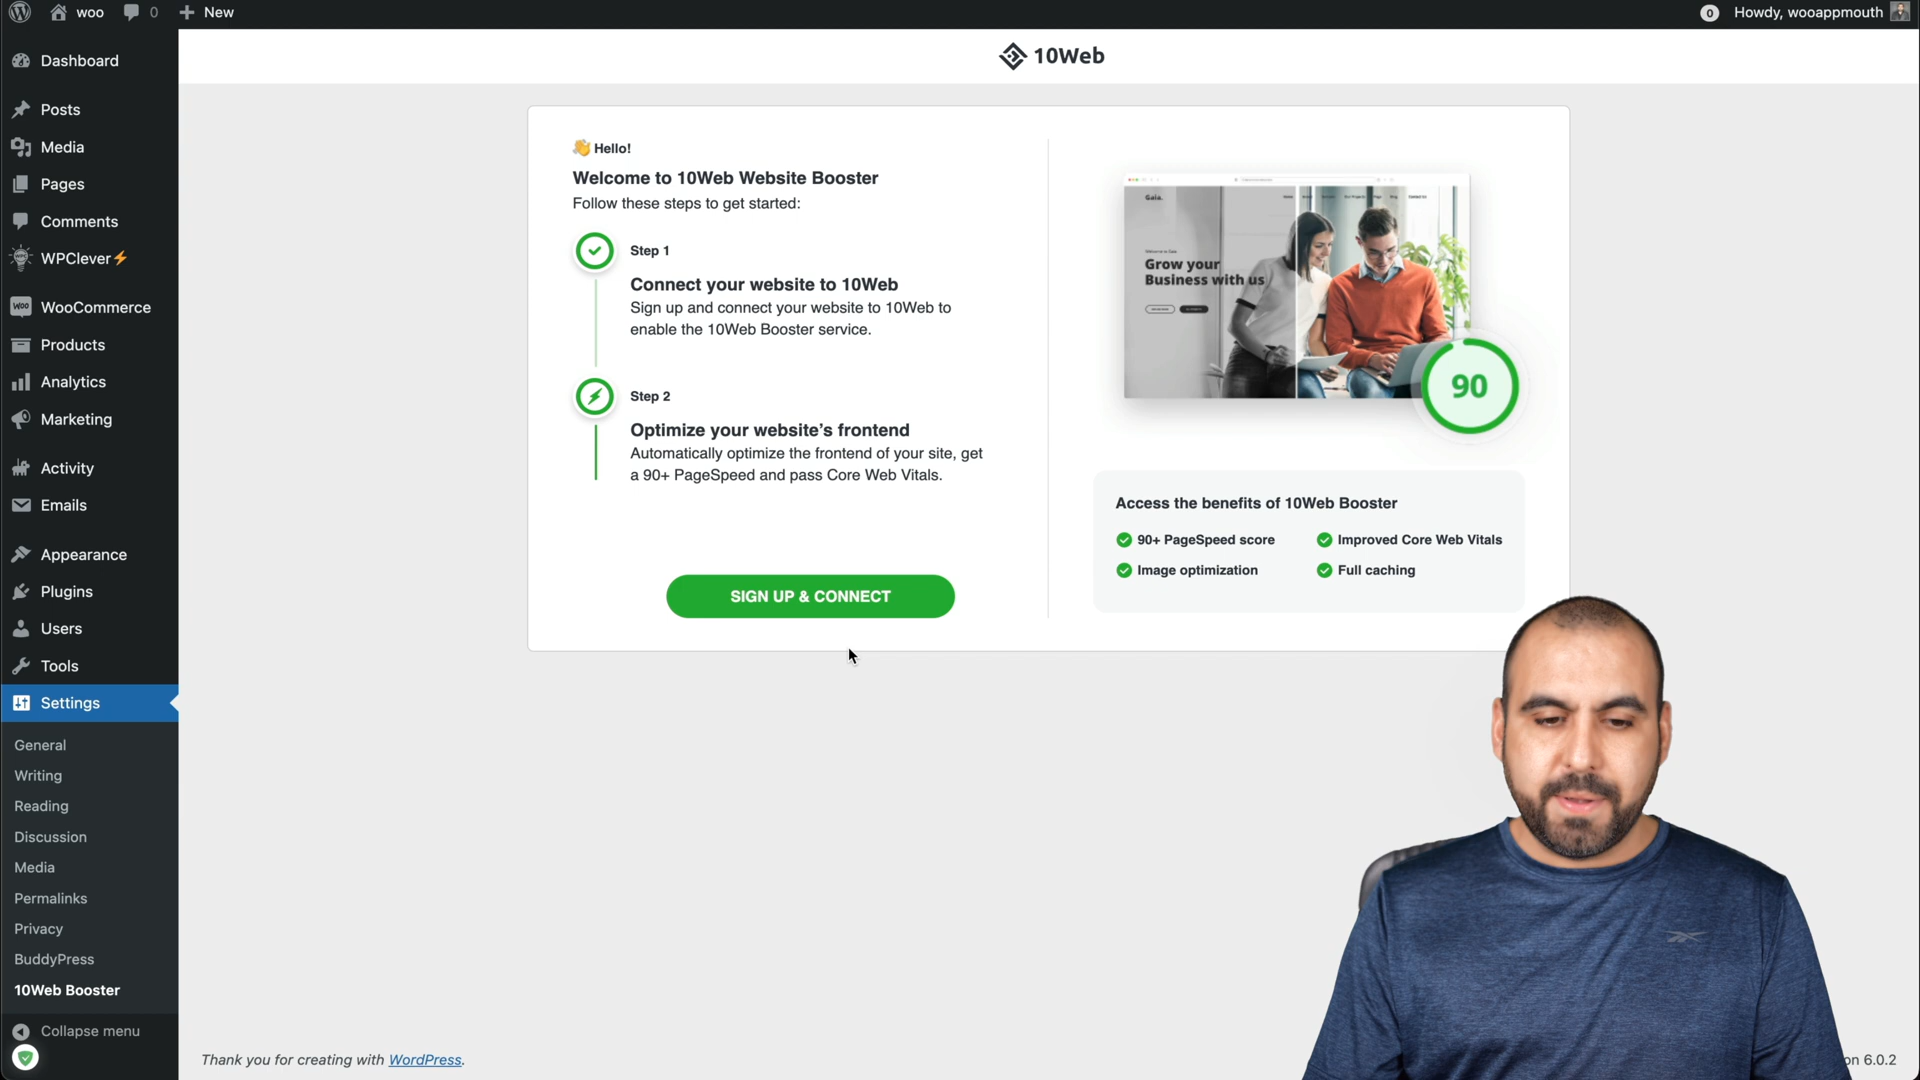 woo
0
New
0
Howdy, wooappmouth
Dashboard
Posts
Media
Pages
Comments
WPClever⚡
WOO
WooCommerce
Products
Analytics
Marketing
Activity
Emails
Appearance
Plugins
Users
Tools
Settings
General
Writing
Reading
Discussion
Media
Permalinks
Privacy
BuddyPress
10Web Booster
Collapse menu
10Web
👋 Hello!
Welcome to 10Web Website Booster
Follow these steps to get started:
Step 1
Connect your website to 10Web
Sign up and connect your website to 10Web to
enable the 10Web Booster service.
Step 2
Optimize your website’s frontend
Automatically optimize the frontend of your site, get
a 90+ PageSpeed and pass Core Web Vitals.
SIGN UP & CONNECT
Gaia.
Grow your
Business with us
90
Access the benefits of 10Web Booster
90+ PageSpeed score
Improved Core Web Vitals
Image optimization
Full caching
Thank you for creating with WordPress.
on 6.0.2